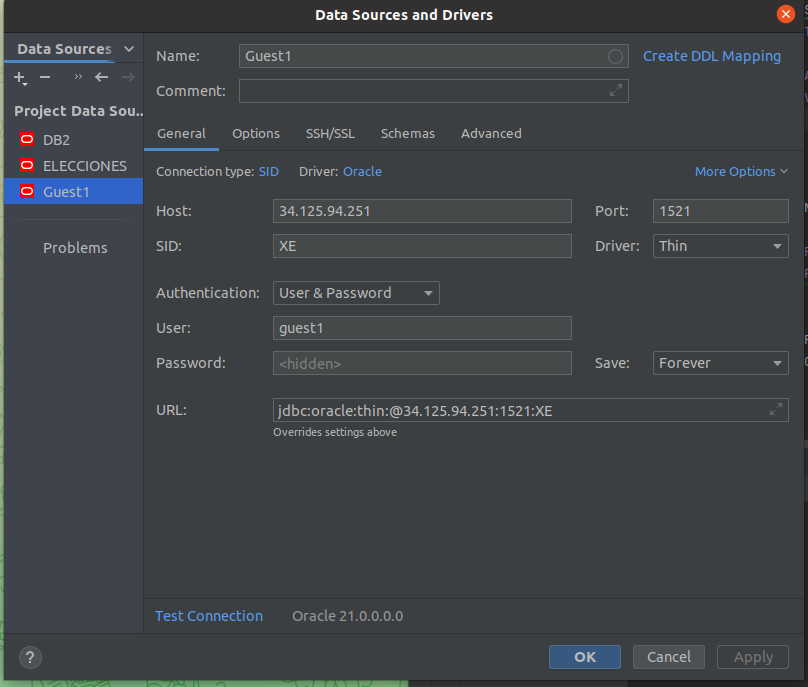 Data Sources and Drivers
Data Sources
Name: Guest1 Create DDL Mapping
Comment:
Project Data Sou..
DB2
ELECCIONES
Guest1
Problems
General Options SSH/SSL Schemas Advanced
Connection type: SID Driver: Oracle More Options
Host: 34.125.94.251 Port: 1521
SID: XE Driver: Thin
Authentication: User & Password
User: guest1
Password: <hidden> Save: Forever
URL: jdbc:oracle:thin:@34.125.94.251:1521:XE
Overrides settings above
Test Connection Oracle 21.0.0.0.0
? OK Cancel Apply